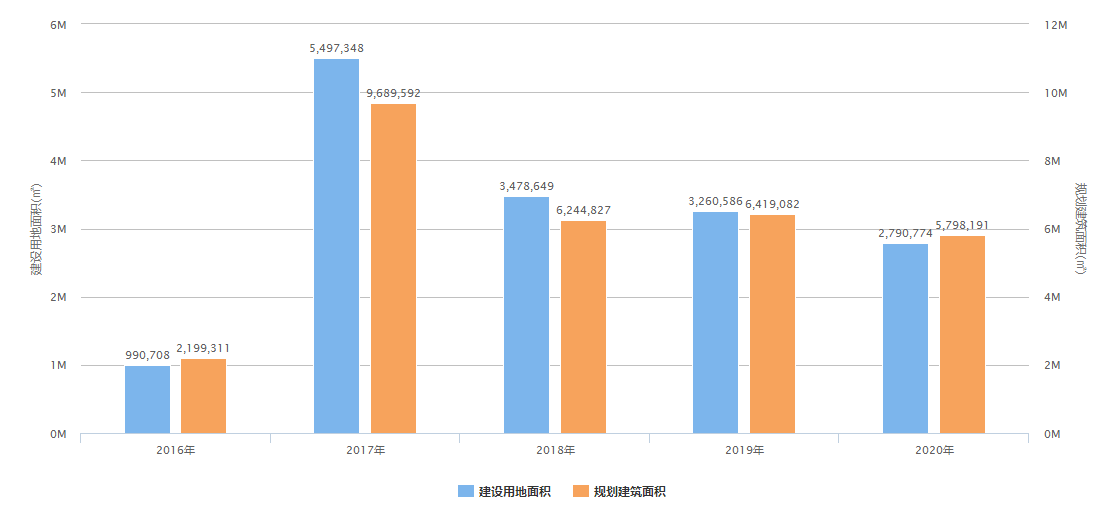 6M
12M
5,497,348
5M
10M
9,689,592
4M
8M
3,478,649
3,260,586
6,419,082
6,244,827
3M
6M
2,790,774
5,798,191
建设用地面积(㎡)
规划建筑面积(㎡)
2M
4M
990,708
2,199,311
1M
2M
0M
0M
2016年
2017年
2018年
2019年
2020年
建设用地面积
规划建筑面积